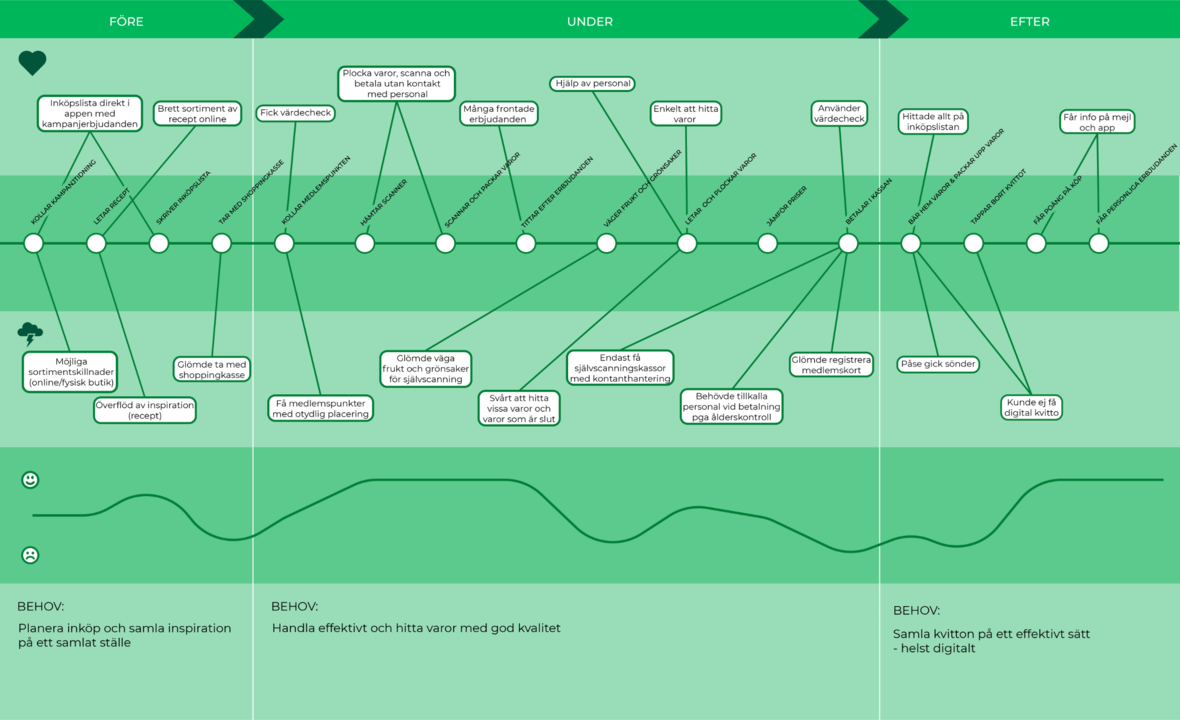 FÖRE
UNDER
EFTER
Inköpslista direkt i
appen med
kampanjerbjudanden
Brett sortiment av
recept online
Fick värdecheck
Plocka varor, scanna och
betala utan kontakt
med personal
Många frontade
erbjudanden
Hjälp av personal
Enkelt att hitta
varor
Använder
värdecheck
Hittade allt på
inköpslistan
Får info på mejl
och app
KOLLAR KAMPANJTIDNING
LETAR RECEPT
SKRIVER INKÖPSLISTA
TAR MED SHOPPINGKASSE
KOLLAR MEDLEMSPUNKTEN
HÄMTAR SCANNER
SCANNAR OCH PACKAR VAROR
TITTAR EFTER ERBJUDANDEN
VÄGER FRUKT OCH GRÖNSAKER
LETAR OCH PLOCKAR VAROR
JÄMFÖR PRISER
BETALAR I KASSAN
BÄR HEM VAROR & PACKAR UPP VAROR
TAPPAR BORT KVITTOT
FÅR POÄNG PÅ KÖP
FÅR PERSONLIGA ERBJUDANDEN
Möjliga
sortimentskillnader
(online/fysisk butik)
Överflöd av inspiration
(recept)
Glömde ta med
shoppingkasse
Få medlemspunkter
med otydlig placering
Glömde väga
frukt och grönsaker
för självscanning
Svårt att hitta
vissa varor och
varor som är slut
Endast få
självscanningskassor
med kontanthantering
Behövde tillkalla
personal vid betalning
pga ålderskontroll
Glömde registrera
medlemskort
Påse gick sönder
Kunde ej få
digital kvitto
BEHOV:
Planera inköp och samla inspiration
på ett samlat ställe
BEHOV:
Handla effektivt och hitta varor med god kvalitet
BEHOV:
Samla kvitton på ett effektivt sätt
- helst digitalt